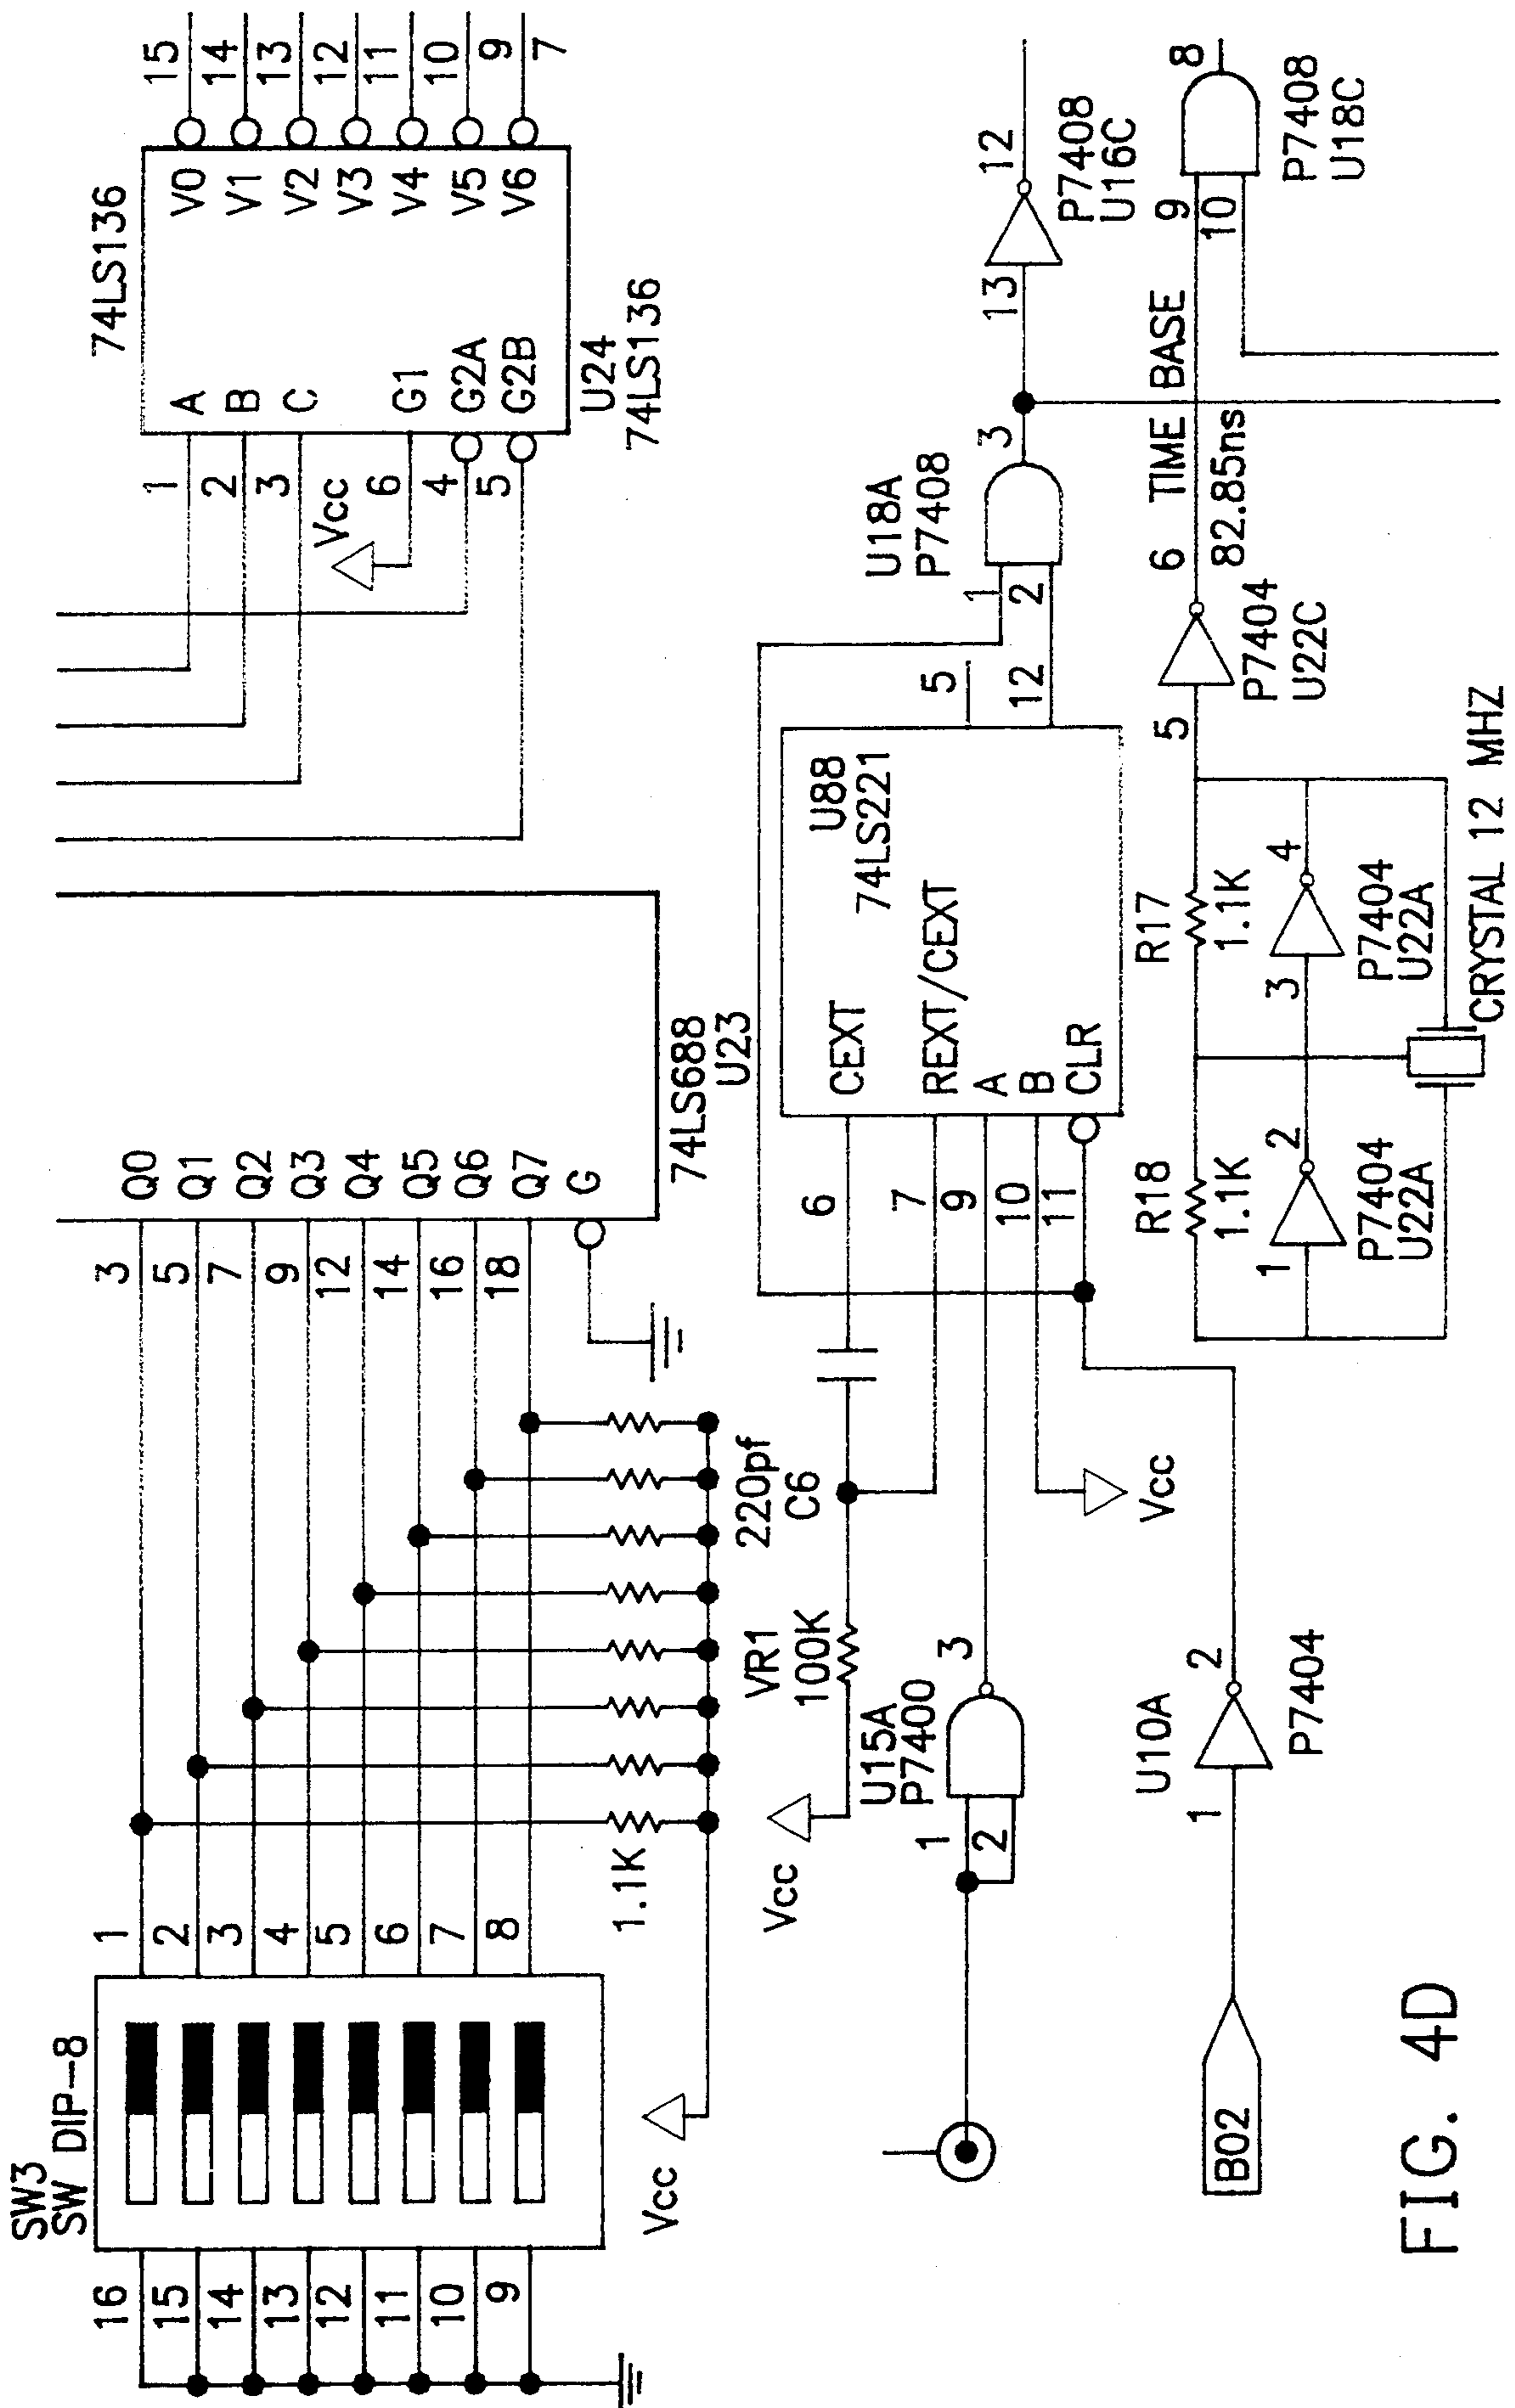 SW3
SW DIP-8
16
15
14
13
12
11
10
9
1
2
3
4
5
6
7
8
3
5
7
9
12
14
16
18
Q0
Q1
Q2
Q3
Q4
Q5
Q6
Q7
G
74LS688
U23
1.1K
Vcc
74LS136
1
2
3
Vcc
6
4
5
A
B
C
G1
G2A
G2B
V0
V1
V2
V3
V4
V5
V6
15
14
13
12
11
10
9
7
U24
74LS136
Vcc
VR1
100K
220pf
C6
U15A
P7400
1
2
3
6
7
9
10
11
CEXT
REXT/CEXT
A
B
CLR
U88
74LS221
5
12
Vcc
U18A
P7408
1
2
3
13
12
P7408
U16C
B02
U10A
1
2
P7404
R18
1.1K
R17
1.1K
1
2
P7404
U22A
3
4
P7404
U22A
CRYSTAL 12 MHZ
5
6
P7404
U22C
TIME BASE
82.85ns
9
10
8
P7408
U18C
FIG. 4D